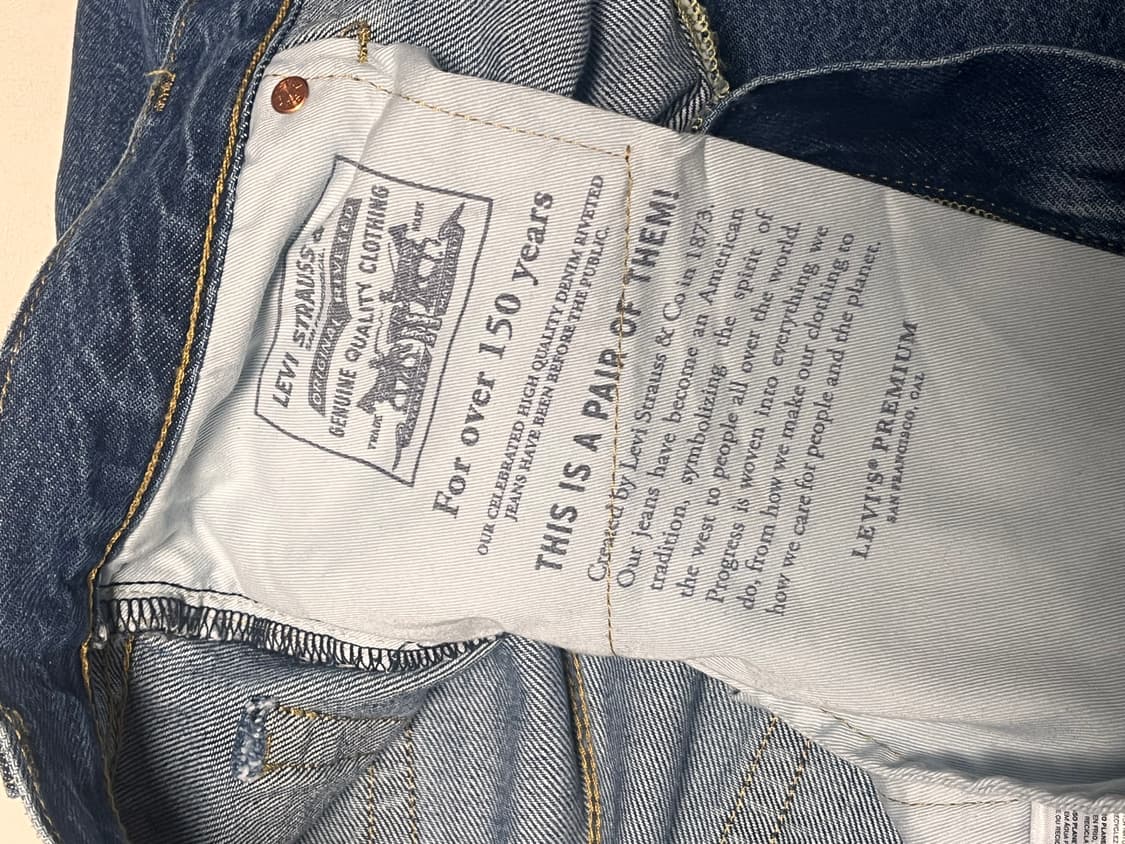 LEVI STRAUSS &
ORIGINAL RIVETED
GENUINE QUALITY CLOTHING
TRADE MARK
For over 150 years
OUR CELEBRATED HIGH QUALITY DENIM RIVETED
JEANS HAVE BEEN BEFORE THE PUBLIC.
THIS IS A PAIR OF THEM!
Created by Levi Strauss & Co in 1873.
Our jeans have become an American
tradition, symbolizing the spirit of
the west to people all over the world.
Progress is woven into everything we
do, from how we make our clothing to
how we care for people and the planet.
LEVI'S® PREMIUM
SAN FRANCISCO, CAL